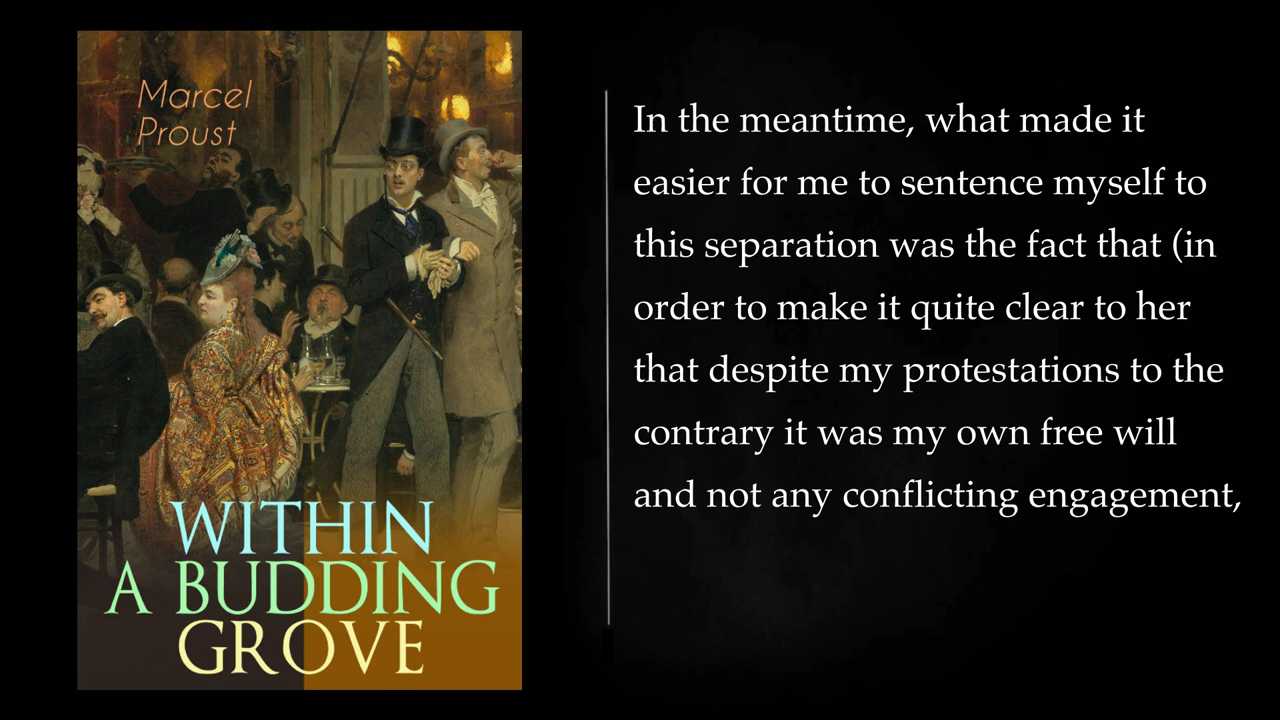 Marcel
Proust
WITHIN
A BUDDING
GROVE
In the meantime, what made it
easier for me to sentence myself to
this separation was the fact that (in
order to make it quite clear to her
that despite my protestations to the
contrary it was my own free will
and not any conflicting engagement,